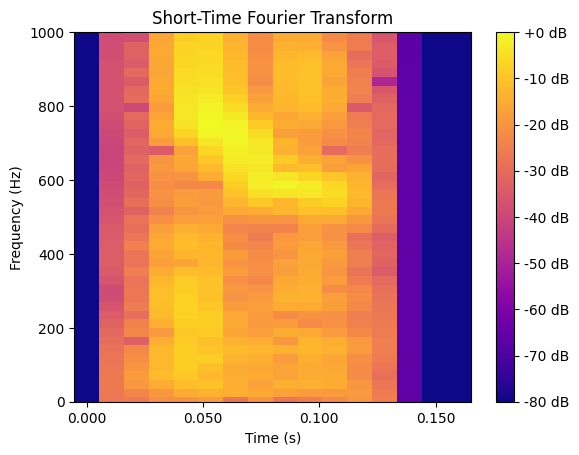 Short-Time Fourier Transform
1000
800
600
400
200
0
Frequency (Hz)
0.000
0.050
0.100
0.150
Time (s)
+0 dB
-10 dB
-20 dB
-30 dB
-40 dB
-50 dB
-60 dB
-70 dB
-80 dB